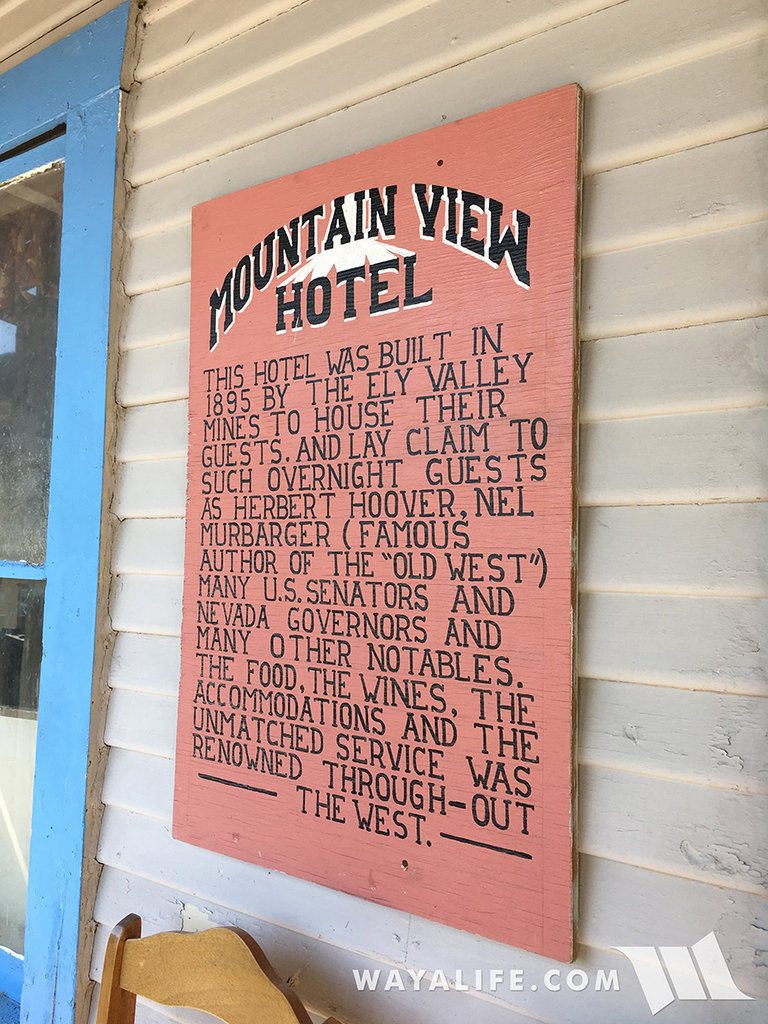 MOUNTAIN VIEW
HOTEL
THIS HOTEL WAS BUILT IN
1895 BY THE ELY VALLEY
MINES TO HOUSE THEIR
GUESTS. AND LAY CLAIM TO
SUCH OVERNIGHT GUESTS
AS HERBERT HOOVER, NEL
MURBARGER (FAMOUS
AUTHOR OF THE "OLD WEST")
MANY U.S. SENATORS AND
NEVADA GOVERNORS AND
MANY OTHER NOTABLES.
THE FOOD, THE WINES, THE
ACCOMMODATIONS AND THE
UNMATCHED SERVICE WAS
RENOWNED THROUGH-OUT
THE WEST.
WAYALIFE.COM